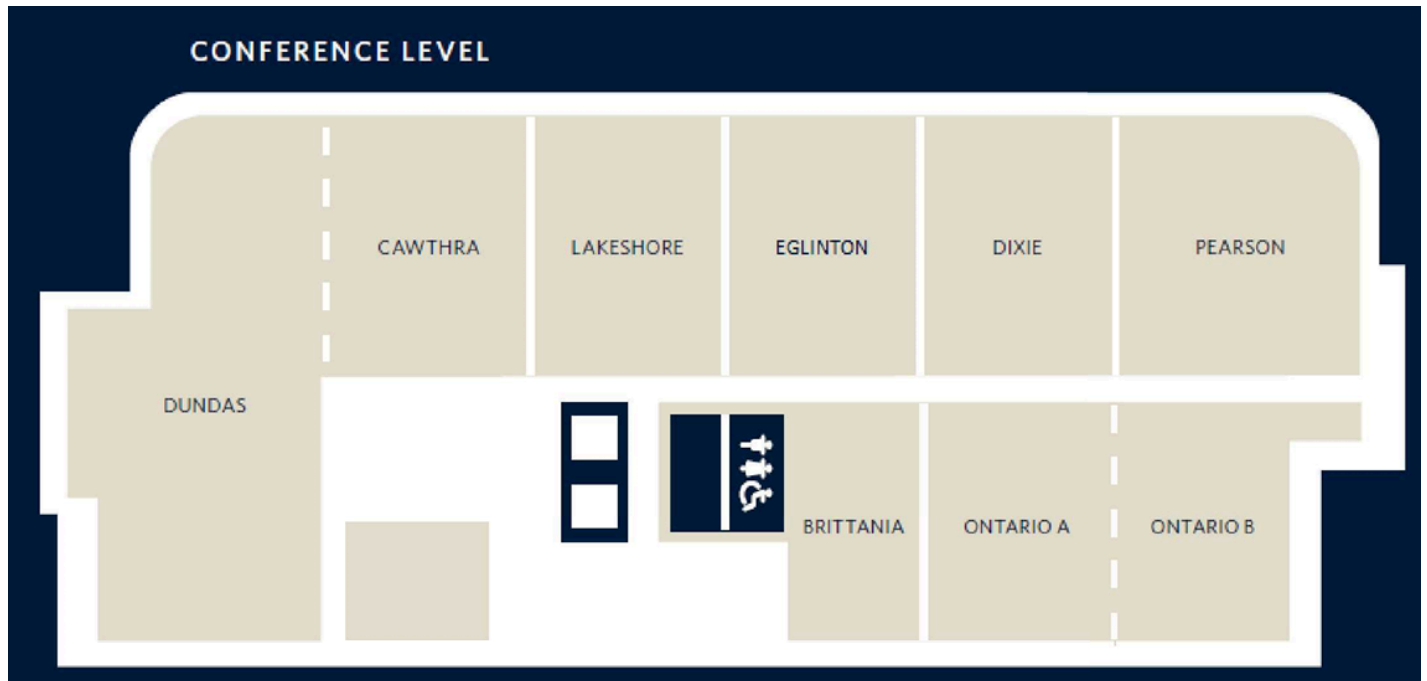 CONFERENCE LEVEL
CAWTHRA
LAKESHORE
EGLINTON
DIXIE
PEARSON
DUNDAS
BRITTANIA
ONTARIO A
ONTARIO B